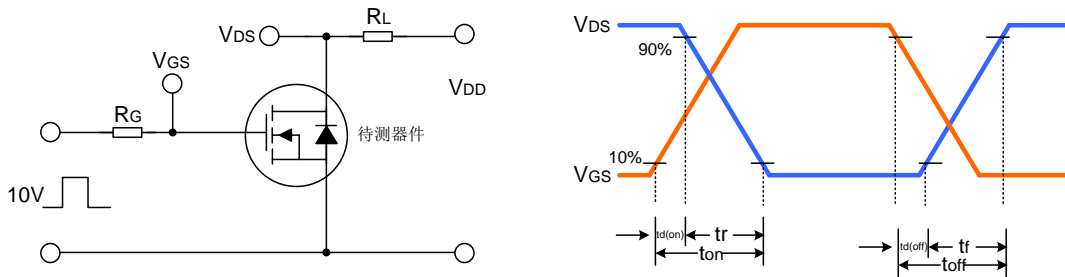 RL
VDS
VGS
VDD
RG
待测器件
10V
VDS
90%
10%
VGS
td(on)
tr
ton
td(off)
tf
toff